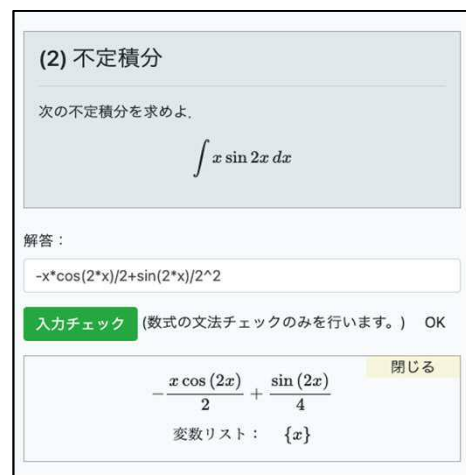 (2) 不定積分
次の不定積分を求めよ.
∫ x sin 2x dx
解答：
-x*cos(2*x)/2+sin(2*x)/2^2
入力チェック (数式の文法チェックのみを行います。) OK
閉じる
-\frac{x cos (2x)}{2} + \frac{sin (2x)}{4}
変数リスト： {x}